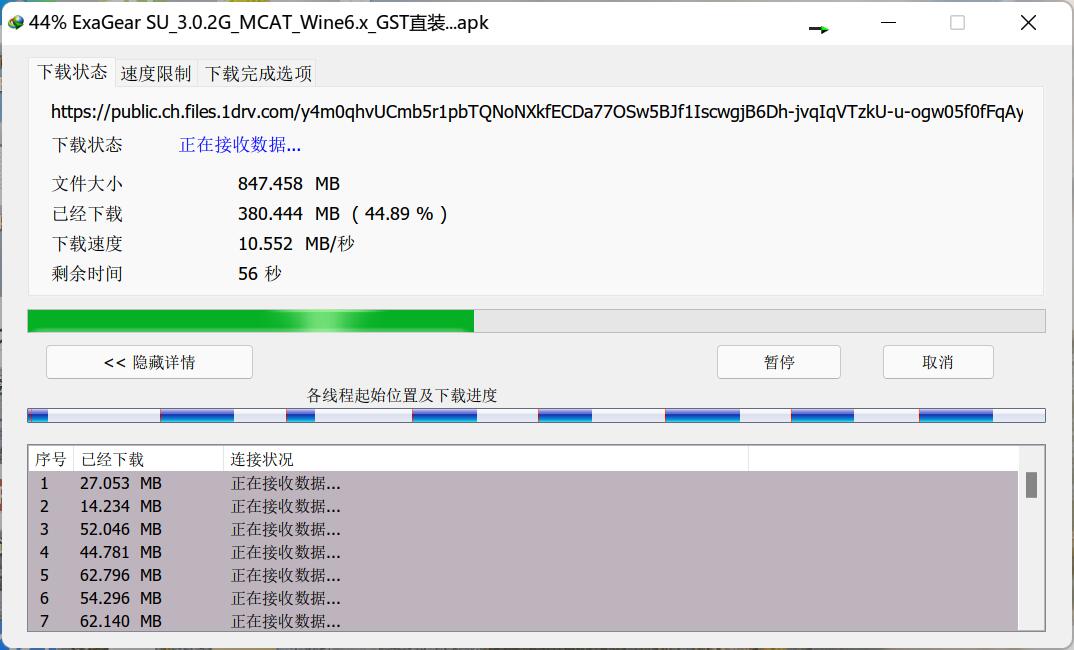 44% ExaGear SU_3.0.2G_MCAT_Wine6.x_GST直装...apk
下载状态 速度限制 下载完成选项
https://public.ch.files.1drv.com/y4m0qhvUCmb5r1pbTQNoNXkfECDa77OSw5BJf1IscwgjB6Dh-jvqIqVTzkU-u-ogw05f0fFqAy
下载状态 正在接收数据...
文件大小 847.458 MB
已经下载 380.444 MB ( 44.89 % )
下载速度 10.552 MB/秒
剩余时间 56 秒
<< 隐藏详情 暂停 取消
各线程起始位置及下载进度
序号 已经下载 连接状况
1 27.053 MB 正在接收数据...
2 14.234 MB 正在接收数据...
3 52.046 MB 正在接收数据...
4 44.781 MB 正在接收数据...
5 62.796 MB 正在接收数据...
6 54.296 MB 正在接收数据...
7 62.140 MB 正在接收数据...